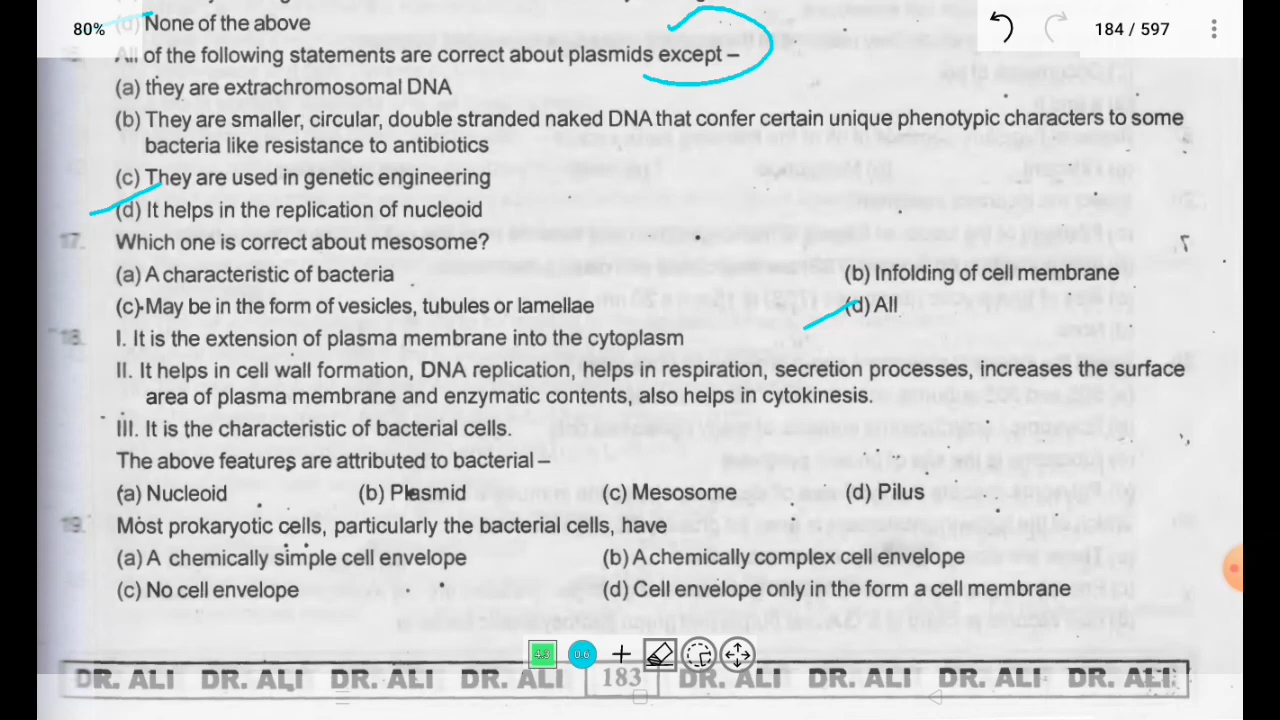 80%
184 / 597
(d) None of the above
All of the following statements are correct about plasmids except –
(a) they are extrachromosomal DNA
(b) They are smaller, circular, double stranded naked DNA that confer certain unique phenotypic characters to some
bacteria like resistance to antibiotics
(c) They are used in genetic engineering
(d) It helps in the replication of nucleoid
17. Which one is correct about mesosome?
(a) A characteristic of bacteria (b) Infolding of cell membrane
(c) May be in the form of vesicles, tubules or lamellae (d) All
18. I. It is the extension of plasma membrane into the cytoplasm
II. It helps in cell wall formation, DNA replication, helps in respiration, secretion processes, increases the surface
area of plasma membrane and enzymatic contents, also helps in cytokinesis.
III. It is the characteristic of bacterial cells.
The above features are attributed to bacterial –
(a) Nucleoid (b) Plasmid (c) Mesosome (d) Pilus
19. Most prokaryotic cells, particularly the bacterial cells, have
(a) A chemically simple cell envelope (b) A chemically complex cell envelope
(c) No cell envelope (d) Cell envelope only in the form a cell membrane
4.3 0.6
DR. ALI DR. ALI DR. ALI DR. ALI 183 DR. ALI DR. ALI DR. ALI DR. ALI